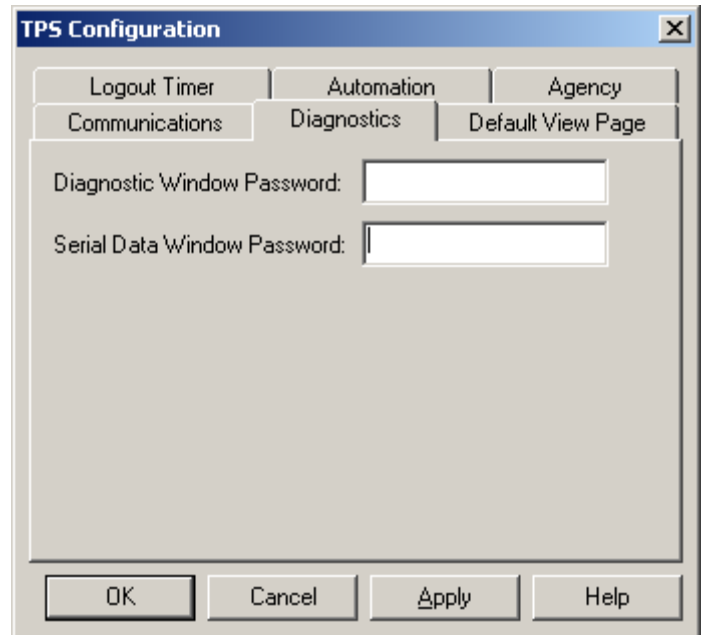 TPS Configuration
Logout Timer Automation Agency
Communications Diagnostics Default View Page
Diagnostic Window Password:
Serial Data Window Password:
OK Cancel Apply Help